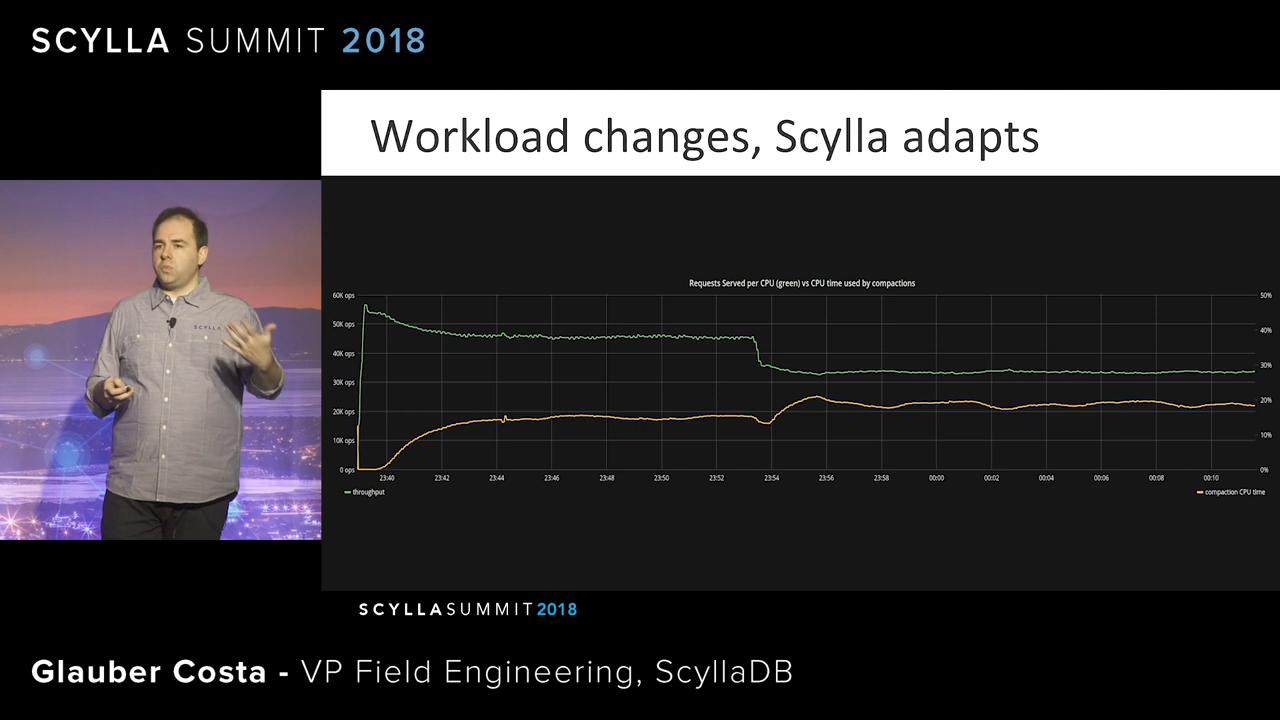 SCYLLA SUMMIT 2018
Workload changes, Scylla adapts
SCYLLA
Requests Served per CPU (green) vs CPU time used by compactions
60K ops
50K ops
40K ops
30K ops
20K ops
10K ops
0 ops
50%
40%
30%
20%
10%
0%
23:40 23:42 23:44 23:46 23:48 23:50 23:52 23:54 23:56 23:58 00:00 00:02 00:04 00:06 00:08 00:10
throughput
compaction CPU time
SCYLLASUMMIT2018
Glauber Costa - VP Field Engineering, ScyllaDB